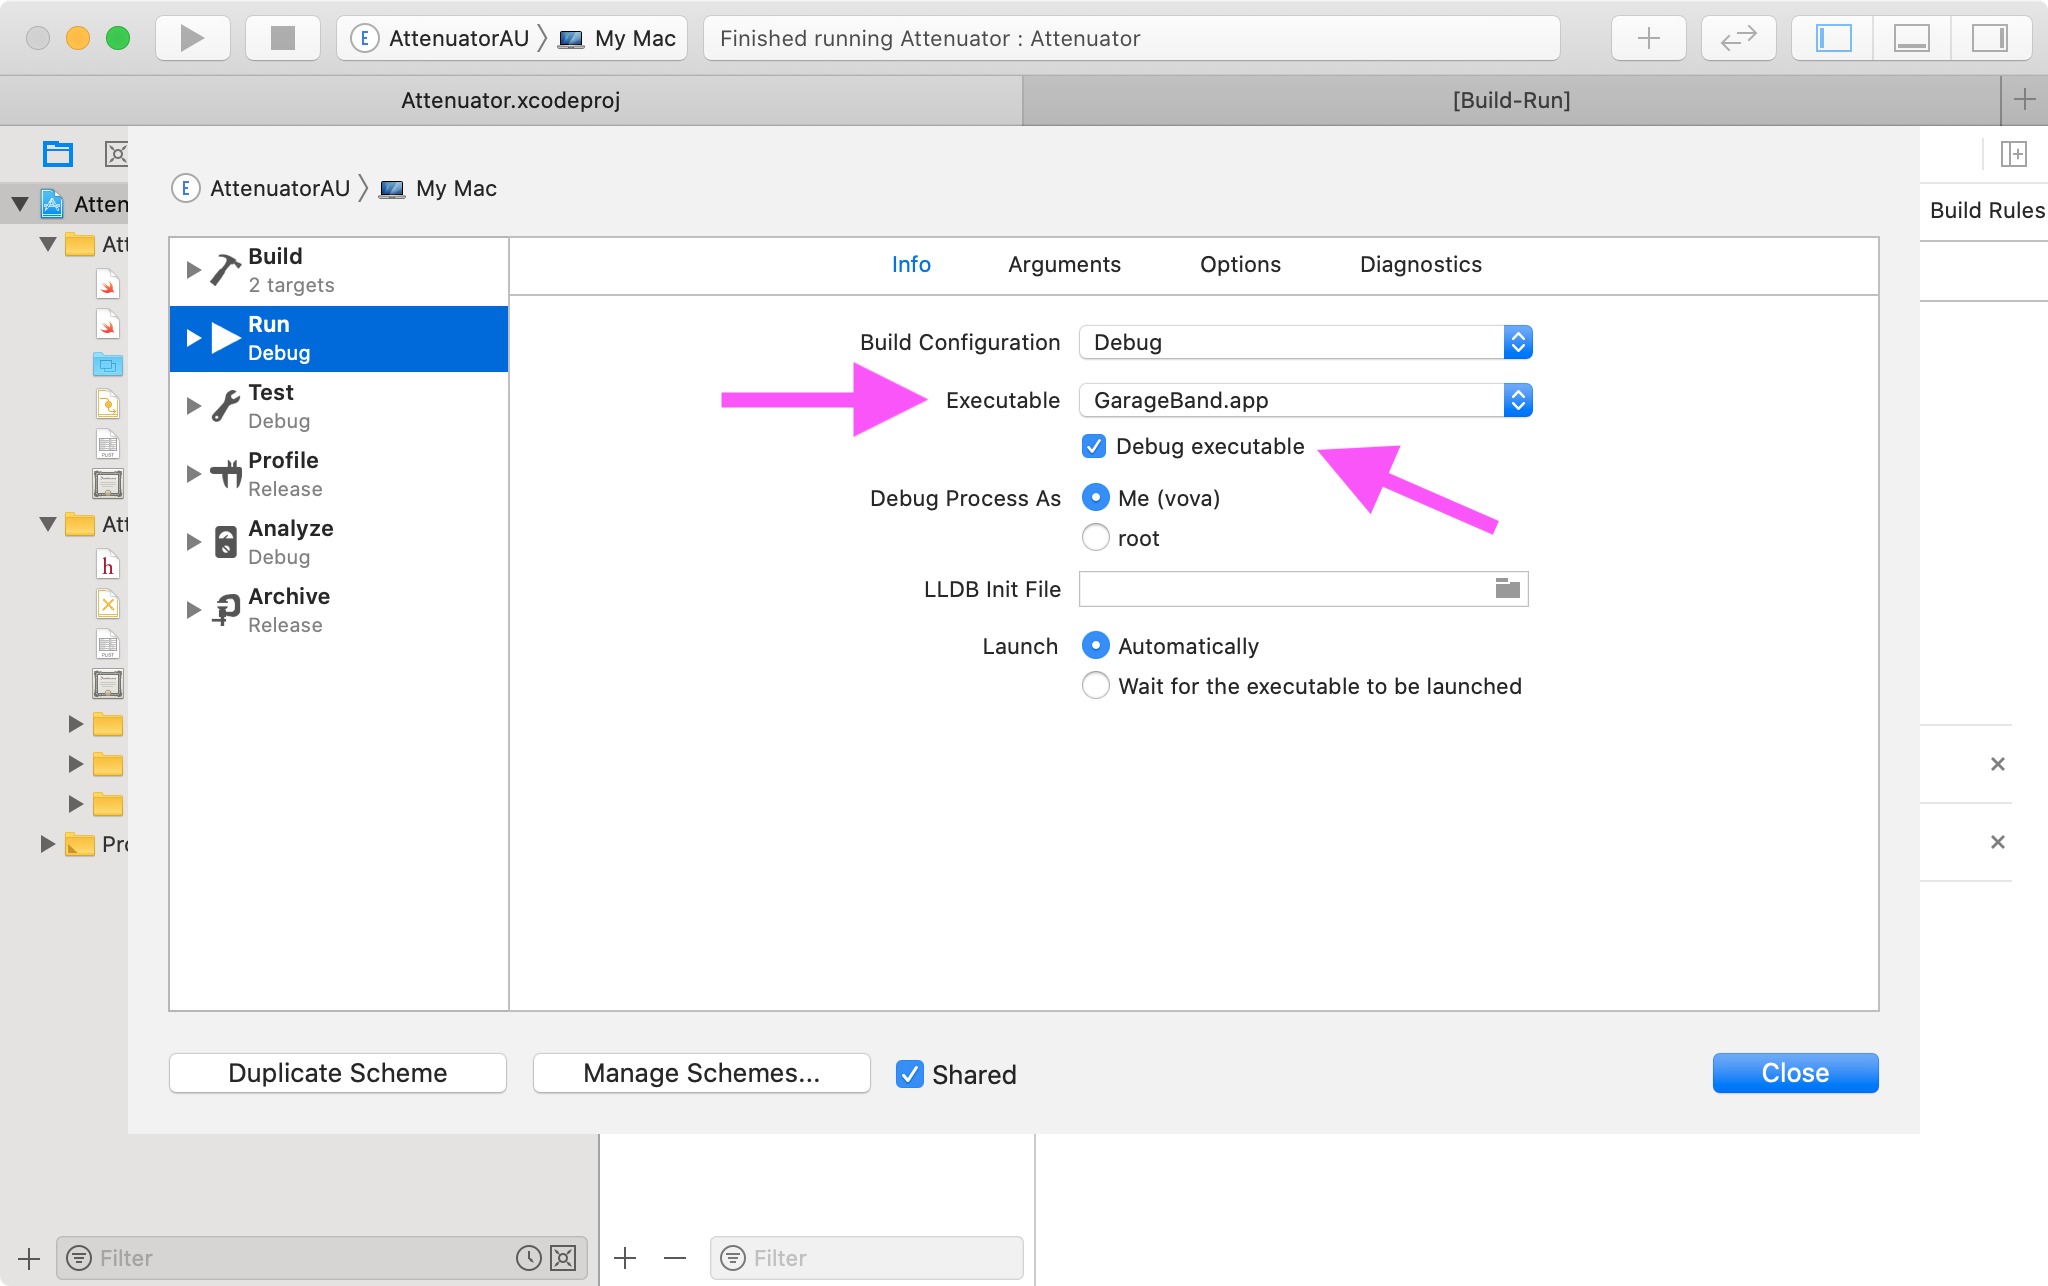 AttenuatorAU
My Mac
Finished running Attenuator : Attenuator
Attenuator.xcodeproj
[Build-Run]
AttenuatorAU
My Mac
Atten
Build Rules
Att
Build
2 targets
Info
Arguments
Options
Diagnostics
Run
Debug
Build Configuration
Debug
Test
Debug
Executable
GarageBand.app
Debug executable
Profile
Release
Debug Process As
Me (vova)
root
Att
Analyze
Debug
LLDB Init File
Archive
Release
Launch
Automatically
Wait for the executable to be launched
Pro
Duplicate Scheme
Manage Schemes...
Shared
Close
Filter
Filter